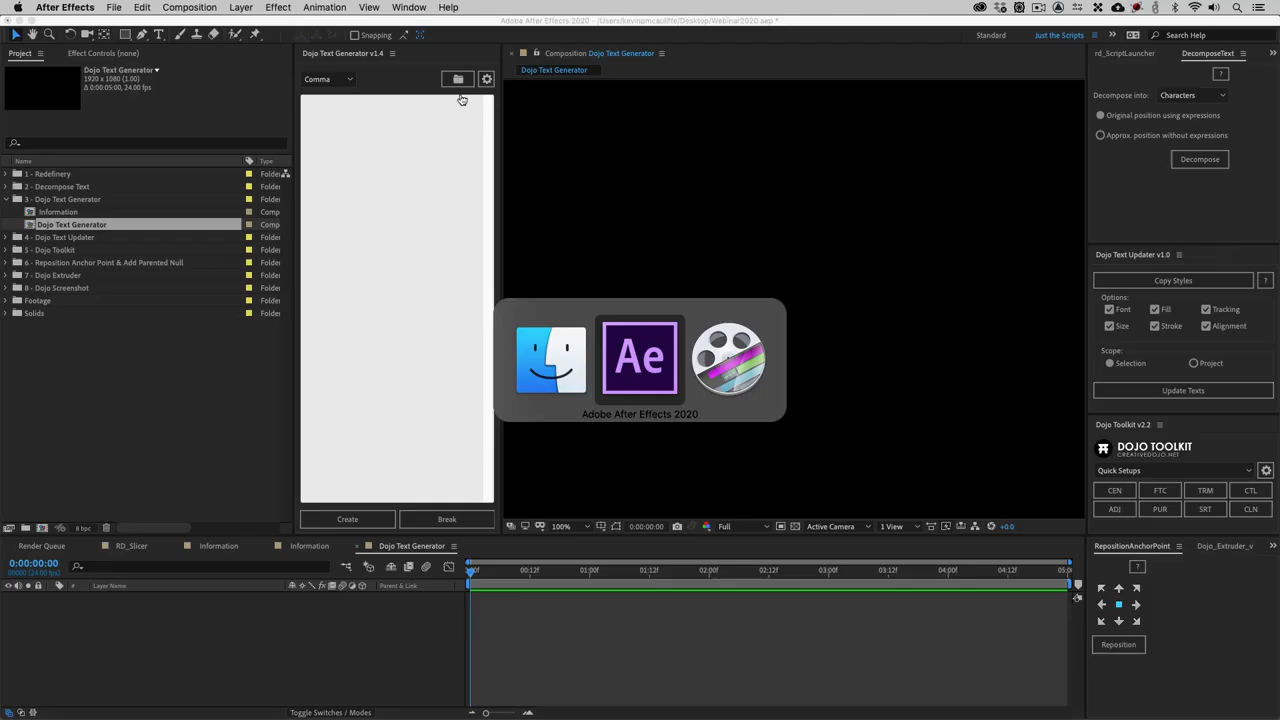 After Effects File Edit Composition Layer Effect Animation View Window Help
Adobe After Effects 2020 - /Users/kevinpmcauliffe/Desktop/Webinar2020.aep *
Snapping Standard Just the Scripts Search Help
Project Effect Controls (none)
Dojo Text Generator
1920 x 1080 (1.00)
Δ 0:00:05:00, 24.00 fps
Name Type
1 - Redefinery Folder
2 - Decompose Text Folder
3 - Dojo Text Generator Folder
Information Comp
Dojo Text Generator Comp
4 - Dojo Text Updater Folder
5 - Dojo Toolkit Folder
6 - Reposition Anchor Point & Add Parented Null Folder
7 - Dojo Extruder Folder
8 - Dojo Screenshot Folder
Footage Folder
Solids Folder
8 bpc
Dojo Text Generator v1.4
Comma
Create Break
Composition Dojo Text Generator
Dojo Text Generator
Ae
Adobe After Effects 2020
100% 0:00:00:00 Full Active Camera 1 View +0.0
rd_ScriptLauncher DecomposeText
?
Decompose into: Characters
Original position using expressions
Approx. position without expressions
Decompose
Dojo Text Updater v1.0
Copy Styles ?
Options:
Font Fill Tracking
Size Stroke Alignment
Scope:
Selection Project
Update Texts
Dojo Toolkit v2.2
DOJO TOOLKIT
CREATIVEDOJO.NET
Quick Setups
CEN FTC TRM CTL
ADJ PUR SRT CLN
RepositionAnchorPoint Dojo_Extruder_v
?
Reposition
Render Queue RD_Slicer Information Information Dojo Text Generator
0:00:00:00
00000 (24.00 fps)
# Layer Name Parent & Link
:00f 00:12f 01:00f 01:12f 02:00f 02:12f 03:00f 03:12f 04:00f 04:12f 05:00
Toggle Switches / Modes